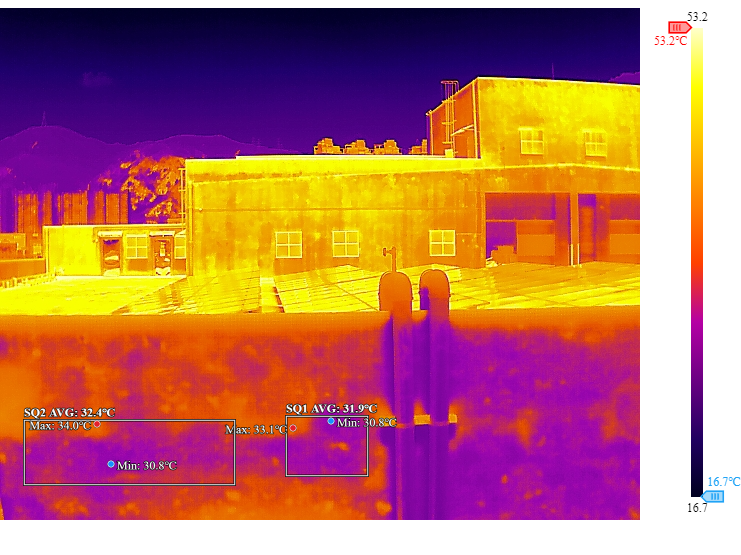 53.2
53.2℃
SQ2 AVG: 32.4℃
Max: 34.0℃
Min: 30.8℃
SQ1 AVG: 31.9℃
Max: 33.1℃
Min: 30.8℃
16.7℃
16.7